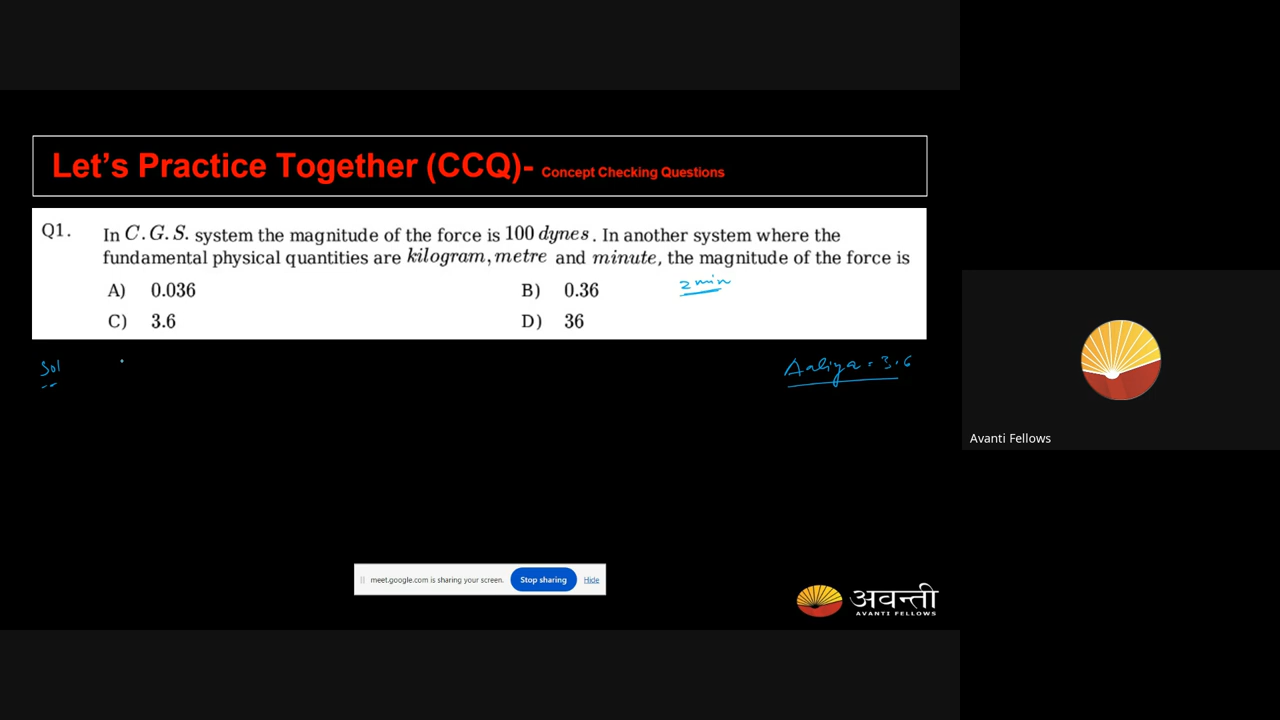 Let's Practice Together (CCQ)- Concept Checking Questions
Q1. In C.G.S. system the magnitude of the force is 100 dynes. In another system where the
fundamental physical quantities are kilogram, metre and minute, the magnitude of the force is
2 min
A) 0.036 B) 0.36
C) 3.6 D) 36
Sol
Aaliya = 3.6
Avanti Fellows
meet.google.com is sharing your screen. Stop sharing Hide
अवन्ती
AVANTI FELLOWS